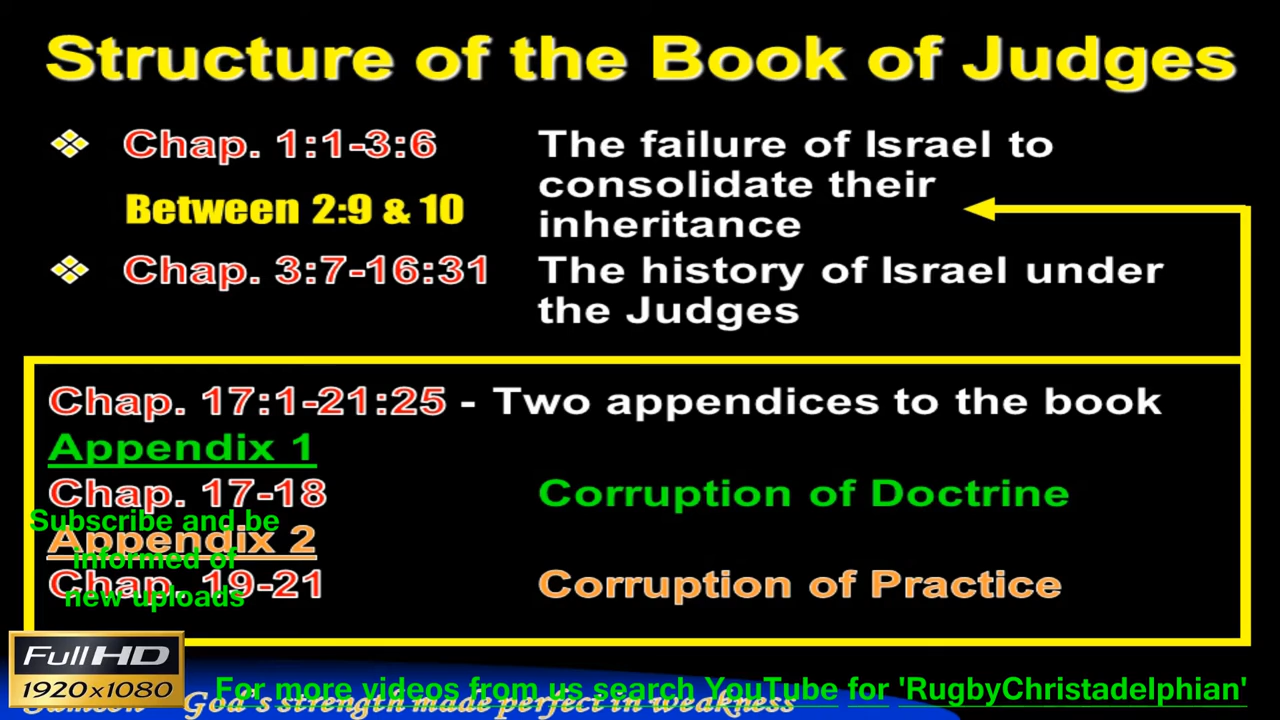 Structure of the Book of Judges
Chap. 1:1-3:6
The failure of Israel to
consolidate their
inheritance
Between 2:9 & 10
Chap. 3:7-16:31
The history of Israel under
the Judges
Chap. 17:1-21:25 - Two appendices to the book
Appendix 1
Chap. 17-18
Corruption of Doctrine
Subscribe and be
informed of
new uploads
Appendix 2
Chap. 19-21
Corruption of Practice
Full HD
1920x1080
For more videos from us search YouTube for 'RugbyChristadelphian'
Samson - God's strength made perfect in weakness